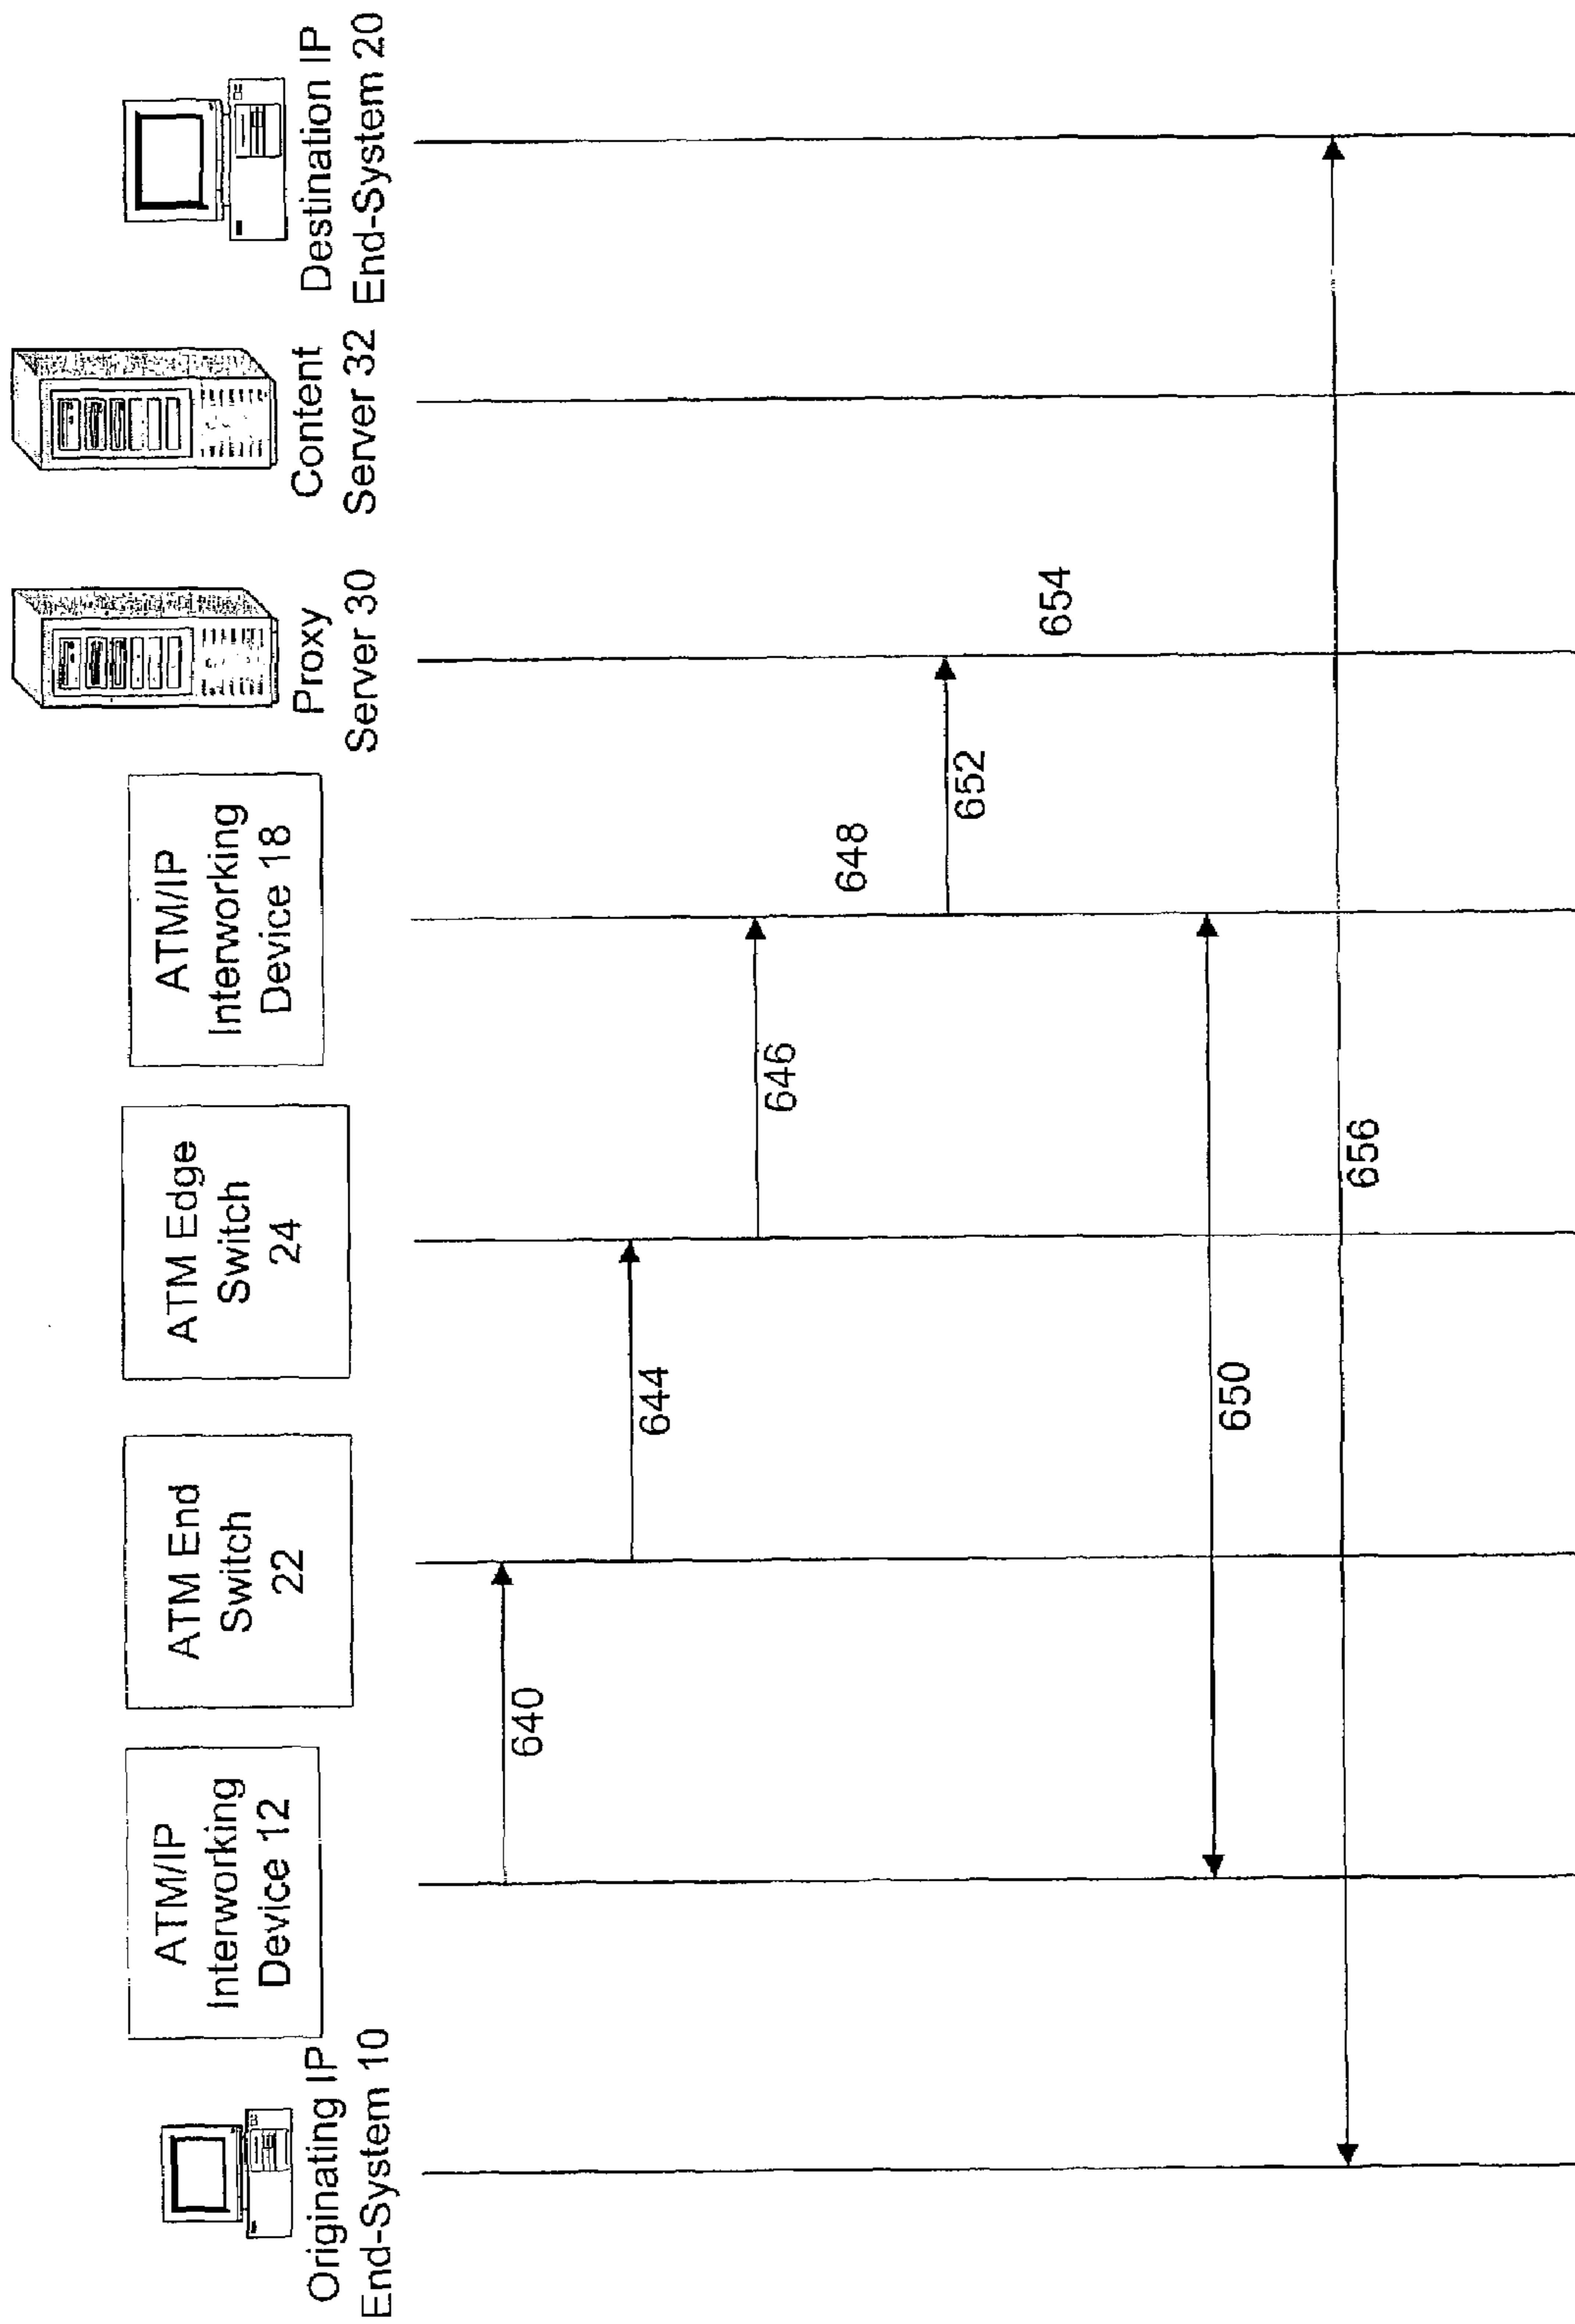 Originating IP
End-System 10
ATM/IP
Interworking
Device 12
ATM End
Switch
22
ATM Edge
Switch
24
ATM/IP
Interworking
Device 18
Proxy
Server 30
Content
Server 32
Destination IP
End-System 20
640
644
646
648
652
654
650
656